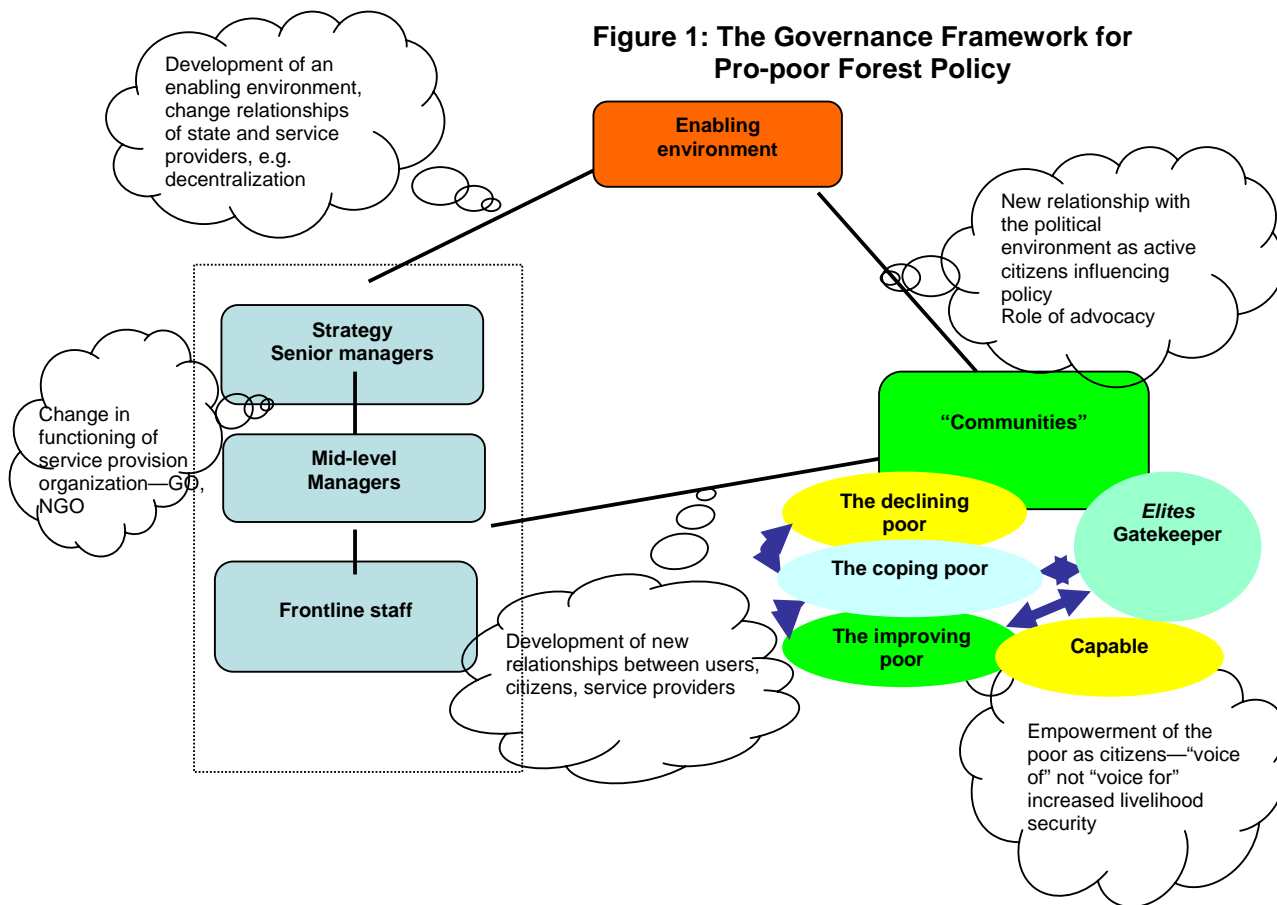 Figure 1: The Governance Framework for
Pro-poor Forest Policy
Development of an
enabling environment,
change relationships
of state and service
providers, e.g.
decentralization
Enabling
environment
New relationship with
the political
environment as active
citizens influencing
policy
Role of advocacy
Strategy
Senior managers
Change in
functioning of
service provision
organization—GO,
NGO
Mid-level
Managers
Frontline staff
"Communities"
The declining
poor
Elites
Gatekeeper
The coping poor
The improving
poor
Capable
Development of new
relationships between users,
citizens, service providers
Empowerment of the
poor as citizens—“voice
of” not “voice for”
increased livelihood
security